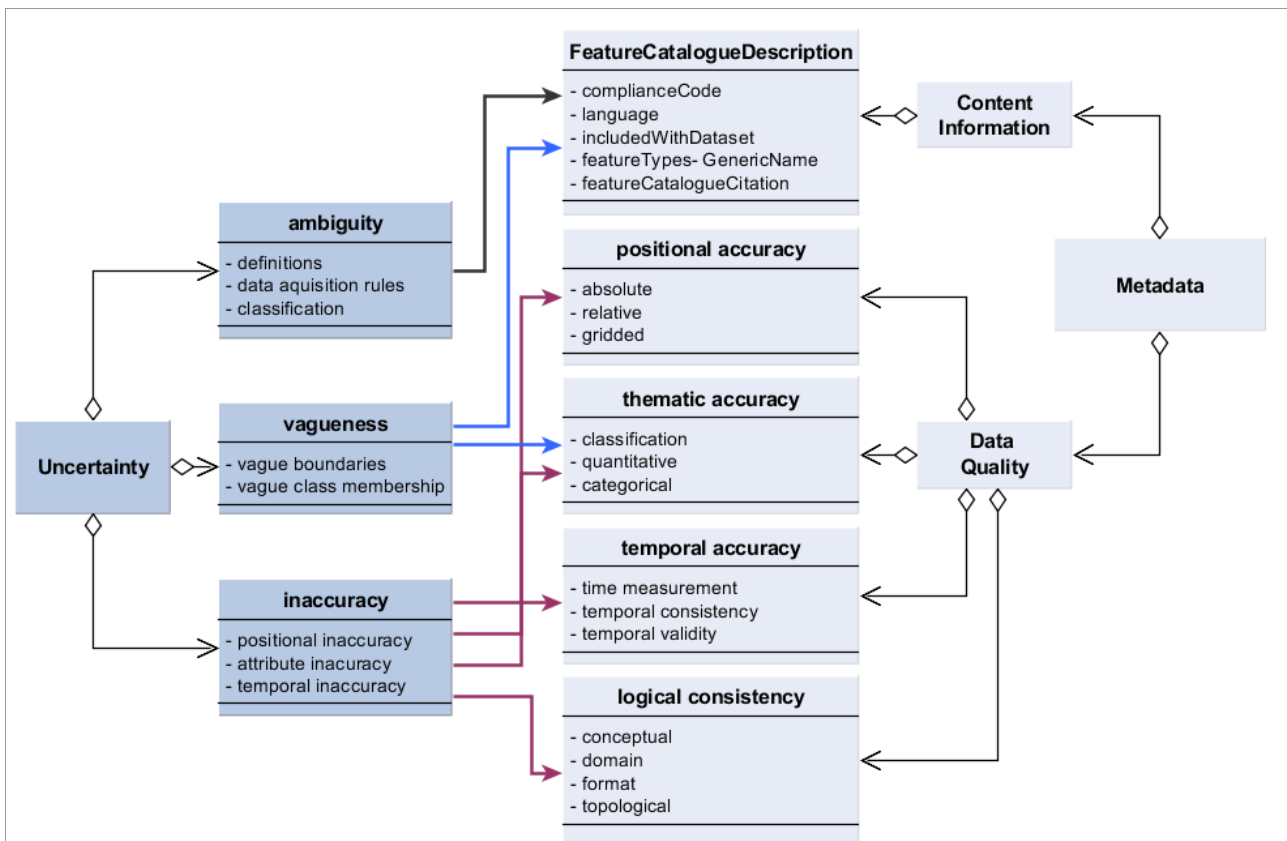 FeatureCatalogueDescription
- complianceCode
- language
- includedWithDataset
- featureTypes- GenericName
- featureCatalogueCitation
Content
Information
ambiguity
- definitions
- data aquisition rules
- classification
positional accuracy
- absolute
- relative
- gridded
Metadata
Uncertainty
vagueness
- vague boundaries
- vague class membership
thematic accuracy
- classification
- quantitative
- categorical
Data
Quality
inaccuracy
- positional inaccuracy
- attribute inacuracy
- temporal inaccuracy
temporal accuracy
- time measurement
- temporal consistency
- temporal validity
logical consistency
- conceptual
- domain
- format
- topological